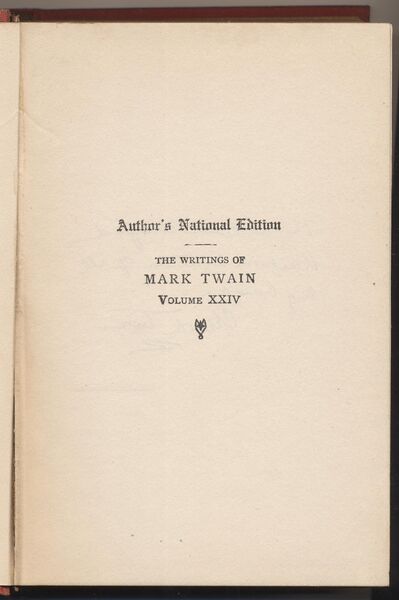 Author's National Edition
THE WRITINGS OF
MARK TWAIN
VOLUME XXIV